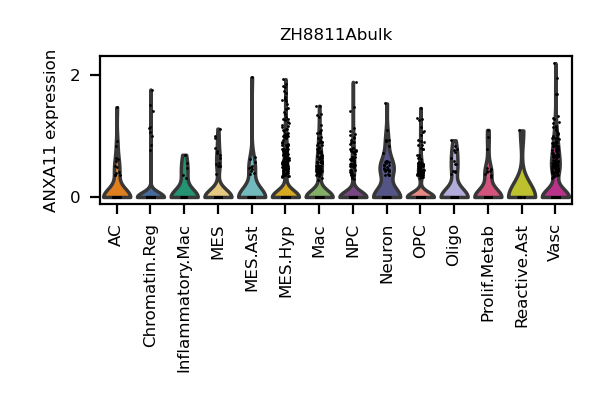 ZH8811Abulk
ANXA11 expression
2
0
AC
Chromatin.Reg
Inflammatory.Mac
MES
MES.Ast
MES.Hyp
Mac
NPC
Neuron
OPC
Oligo
Prolif.Metab
Reactive.Ast
Vasc